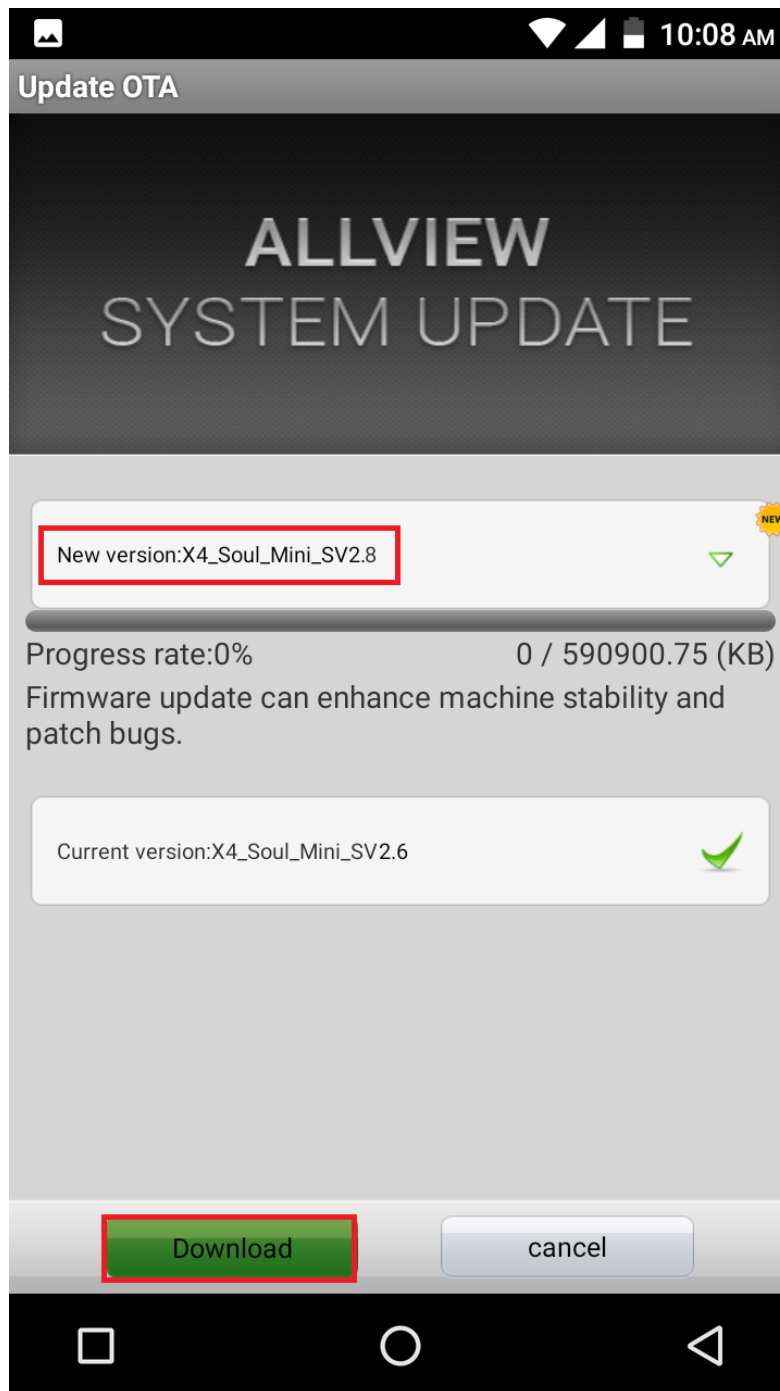 10:08 AM
Update OTA
ALLVIEW
SYSTEM UPDATE
NEW
New version:X4_Soul_Mini_SV2.8
Progress rate:0% 0 / 590900.75 (KB)
Firmware update can enhance machine stability and
patch bugs.
Current version:X4_Soul_Mini_SV2.6
Download cancel